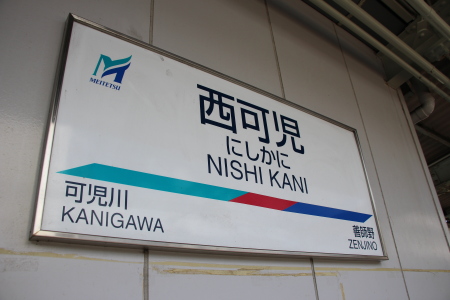 MEITETSU
西可児
にしかに
NISHI KANI
可児川
KANIGAWA
善師野
ZENJINO